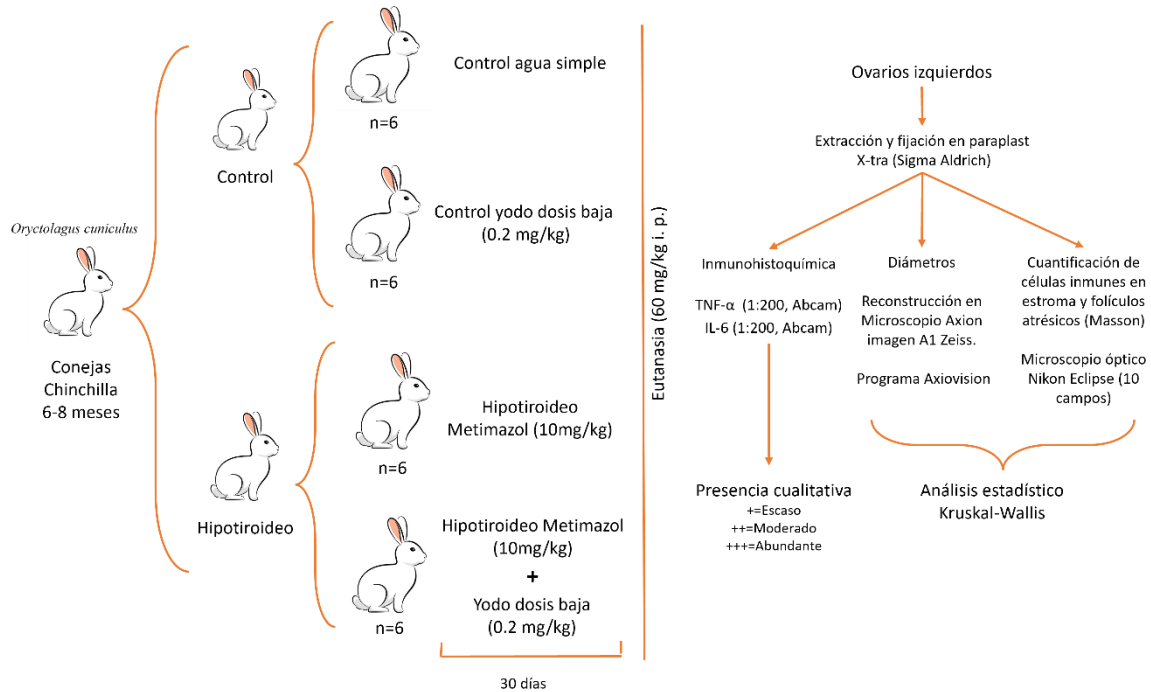 Oryctolagus cuniculus
Conejas
Chinchilla
6-8 meses
Control
Hipotiroideo
n=6
Control agua simple
n=6
Control yodo dosis baja
(0.2 mg/kg)
n=6
Hipotiroideo
Metimazol (10mg/kg)
n=6
Hipotiroideo Metimazol
(10mg/kg)
+
Yodo dosis baja
(0.2 mg/kg)
30 días
Eutanasia (60 mg/kg i. p.)
Ovarios izquierdos
Extracción y fijación en paraplast
X-tra (Sigma Aldrich)
Inmunohistoquímica
TNF-α (1:200, Abcam)
IL-6 (1:200, Abcam)
Presencia cualitativa
+=Escaso
++=Moderado
+++=Abundante
Diámetros
Reconstrucción en
Microscopio Axion
imagen A1 Zeiss.
Programa Axiovision
Cuantificación de
células inmunes en
estroma y folículos
atrésicos (Masson)
Microscopio óptico
Nikon Eclipse (10
campos)
Análisis estadístico
Kruskal-Wallis